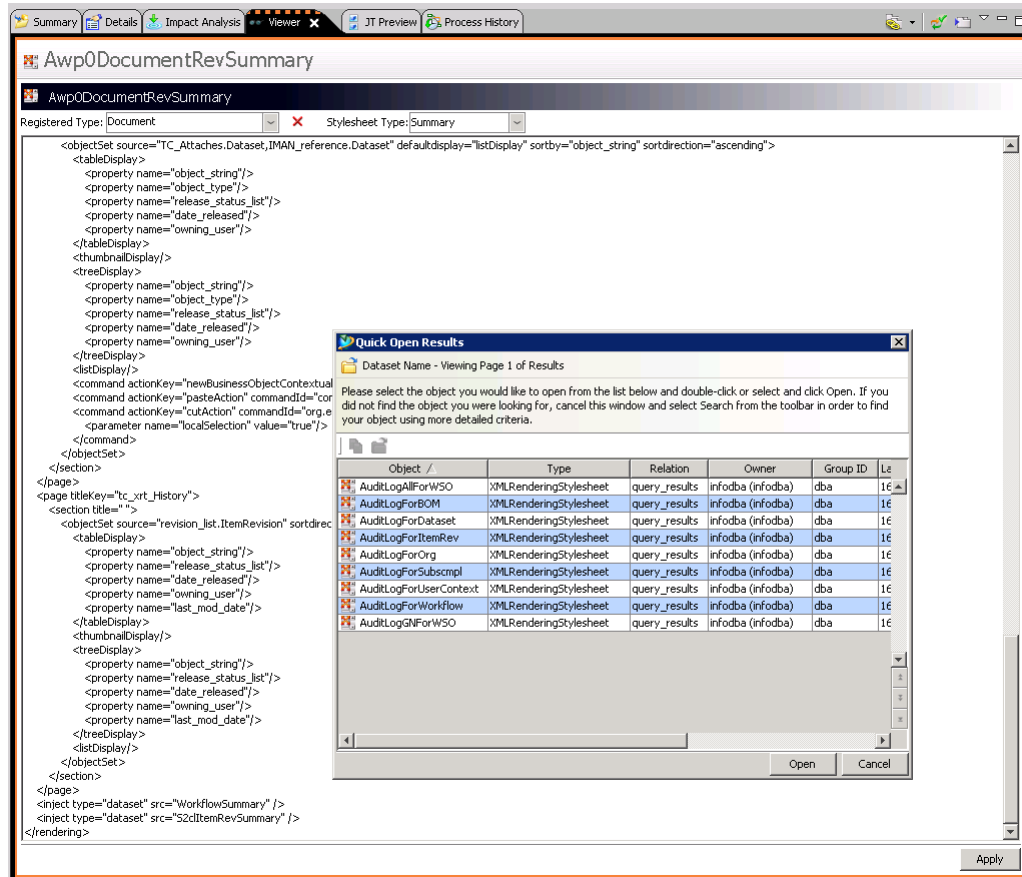 Summary Details Impact Analysis Viewer JT Preview Process History
Awp0DocumentRevSummary
Awp0DocumentRevSummary
Registered Type: Document Stylesheet Type: Summary
<objectSet source="TC_Attaches.Dataset,IMAN_reference.Dataset" defaultdisplay="listDisplay" sortby="object_string" sortdirection="ascending">
<tableDisplay>
<property name="object_string"/>
<property name="object_type"/>
<property name="release_status_list"/>
<property name="date_released"/>
<property name="owning_user"/>
</tableDisplay>
<thumbnailDisplay/>
<treeDisplay>
<property name="object_string"/>
<property name="object_type"/>
<property name="release_status_list"/>
<property name="date_released"/>
<property name="owning_user"/>
</treeDisplay>
<listDisplay/>
<command actionKey="newBusinessObjectContextual
<command actionKey="pasteAction" commandId="cor
<command actionKey="cutAction" commandId="org.e
<parameter name="localSelection" value="true"/>
</command>
</objectSet>
</section>
</page>
<page titleKey="tc_xrt_History">
<section title=" ">
<objectSet source="revision_list.ItemRevision" sortdirec
<tableDisplay>
<property name="object_string"/>
<property name="release_status_list"/>
<property name="date_released"/>
<property name="owning_user"/>
<property name="last_mod_date"/>
</tableDisplay>
<thumbnailDisplay/>
<treeDisplay>
<property name="object_string"/>
<property name="release_status_list"/>
<property name="date_released"/>
<property name="owning_user"/>
<property name="last_mod_date"/>
</treeDisplay>
<listDisplay/>
</objectSet>
</section>
</page>
<inject type="dataset" src="WorkflowSummary" />
<inject type="dataset" src="S2clItemRevSummary" />
</rendering>
Quick Open Results
Dataset Name - Viewing Page 1 of Results
Please select the object you would like to open from the list below and double-click or select and click Open. If you
did not find the object you were looking for, cancel this window and select Search from the toolbar in order to find
your object using more detailed criteria.
Object Type Relation Owner Group ID La
AuditLogAllForWSO XMLRenderingStylesheet query_results infodba (infodba) dba 16
AuditLogForBOM XMLRenderingStylesheet query_results infodba (infodba) dba 16
AuditLogForDataset XMLRenderingStylesheet query_results infodba (infodba) dba 16
AuditLogForItemRev XMLRenderingStylesheet query_results infodba (infodba) dba 16
AuditLogForOrg XMLRenderingStylesheet query_results infodba (infodba) dba 16
AuditLogForSubscmpl XMLRenderingStylesheet query_results infodba (infodba) dba 16
AuditLogForUserContext XMLRenderingStylesheet query_results infodba (infodba) dba 16
AuditLogForWorkflow XMLRenderingStylesheet query_results infodba (infodba) dba 16
AuditLogGNForWSO XMLRenderingStylesheet query_results infodba (infodba) dba 16
Open Cancel
Apply